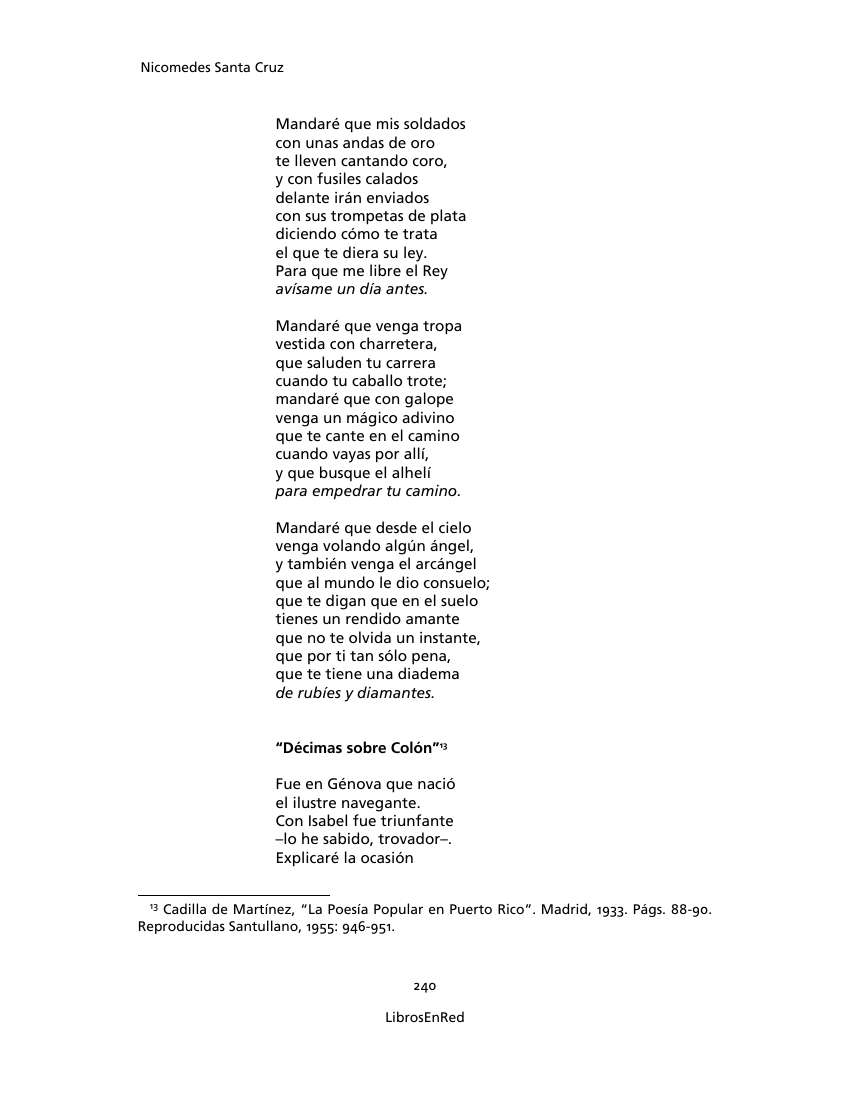 Nicomedes Santa Cruz
Mandaré que mis soldados
con unas andas de oro
te lleven cantando coro,
y con fusiles calados
delante irán enviados
con sus trompetas de plata
diciendo cómo te trata
el que te diera su ley.
Para que me libre el Rey
avísame un día antes.
Mandaré que venga tropa
vestida con charretera,
que saluden tu carrera
cuando tu caballo trote;
mandaré que con galope
venga un mágico adivino
que te cante en el camino
cuando vayas por allí,
y que busque el alhelí
para empedrar tu camino.
Mandaré que desde el cielo
venga volando algún ángel,
y también venga el arcángel
que al mundo le dio consuelo;
que te digan que en el suelo
tienes un rendido amante
que no te olvida un instante,
que por ti tan sólo pena,
que te tiene una diadema
de rubíes y diamantes.
“Décimas sobre Colón”¹³
Fue en Génova que nació
el ilustre navegante.
Con Isabel fue triunfante
–lo he sabido, trovador–.
Explicaré la ocasión
¹³ Cadilla de Martínez, “La Poesía Popular en Puerto Rico”. Madrid, 1933. Págs. 88-90.
Reproducidas Santullano, 1955: 946-951.
240
LibrosEnRed